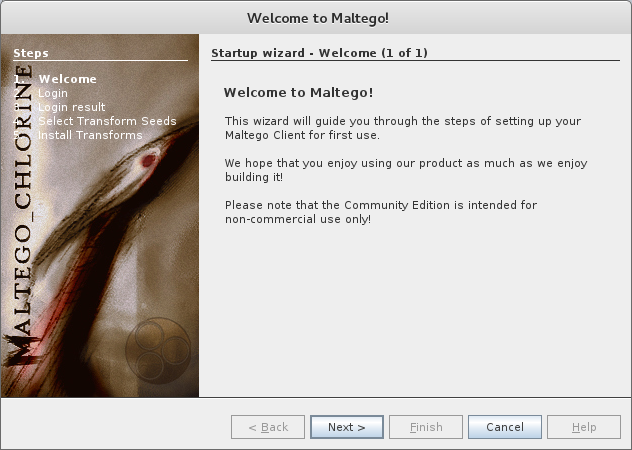 Welcome to Maltego!
Steps
1. Welcome
2. Login
3. Login result
4. Select Transform Seeds
5. Install Transforms
MALTEGO_CHLORINE
Startup wizard - Welcome (1 of 1)
Welcome to Maltego!
This wizard will guide you through the steps of setting up your
Maltego Client for first use.
We hope that you enjoy using our product as much as we enjoy
building it!
Please note that the Community Edition is intended for
non-commercial use only!
< Back
Next >
Finish
Cancel
Help